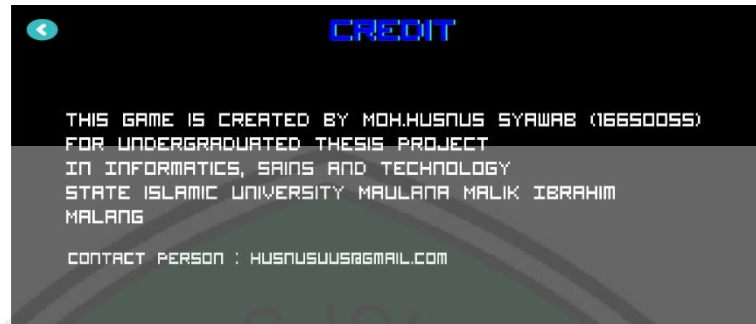 CREDIT
THIS GAME IS CREATED BY MOH.HUSNUS SYAWAB (16650055)
FOR UNDERGRADUATED THESIS PROJECT
IN INFORMATICS, SAINS AND TECHNOLOGY
STATE ISLAMIC UNIVERSITY MAULANA MALIK IBRAHIM
MALANG
CONTACT PERSON : HUSNUSUUS@GMAIL.COM